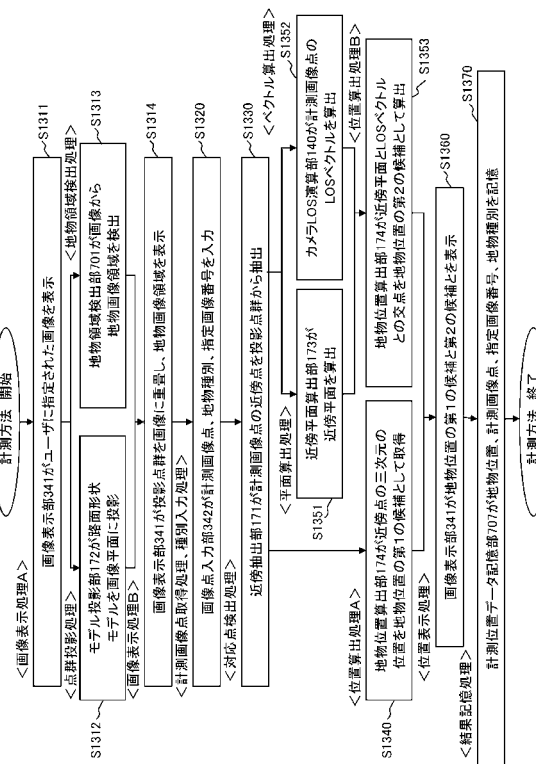 計測方法 開始
<画像表示処理A>
画像表示部341がユーザに指定された画像を表示
S1311
<点群投影処理>
モデル投影部172が路面形状
モデルを画像平面に投影
S1312
<地物領域検出処理>
地物領域検出部701が画像から
地物画像領域を検出
S1313
<画像表示処理B>
画像表示部341が投影点群を画像に重畳し、地物画像領域を表示
S1314
<計測画像点取得処理、種別入力処理>
画像点入力部342が計測画像点、地物種別、指定画像番号を入力
S1320
<対応点検出処理>
近傍抽出部171が計測画像点の近傍点を投影点群から抽出
S1330
<平面算出処理>
近傍平面算出部173が
近傍平面を算出
S1351
<ベクトル算出処理>
カメラLOS演算部140が計測画像点の
LOSベクトルを算出
S1352
<位置算出処理A>
地物位置算出部174が近傍点の三次元の
位置を地物位置の第1の候補として取得
S1340
<位置算出処理B>
地物位置算出部174が近傍平面とLOSベクトル
との交点を地物位置の第2の候補として算出
S1353
<位置表示処理>
画像表示部341が地物位置の第1の候補と第2の候補とを表示
S1360
<結果記憶処理>
計測位置データ記憶部707が地物位置、計測画像点、指定画像番号、地物種別を記憶
S1370
計測方法 終了